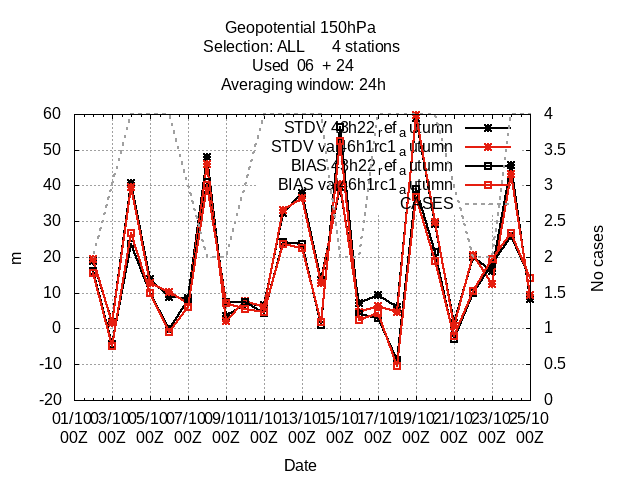 Geopotential 150hPa
Selection: ALL 4 stations
Used 06 + 24
Averaging window: 24h
STDV 43h22_ref_autumn
BIAS 43h22_ref_autumn
CASES
60
50
40
30
20
10
0
-10
-20
4
3.5
3
2.5
2
1.5
1
0.5
0
m
No cases
01/10 03/10 05/10 07/10 09/10 11/10 13/10 15/10 17/10 19/10 21/10 23/10 25/10
00Z 00Z 00Z 00Z 00Z 00Z 00Z 00Z 00Z 00Z 00Z 00Z 00Z
Date